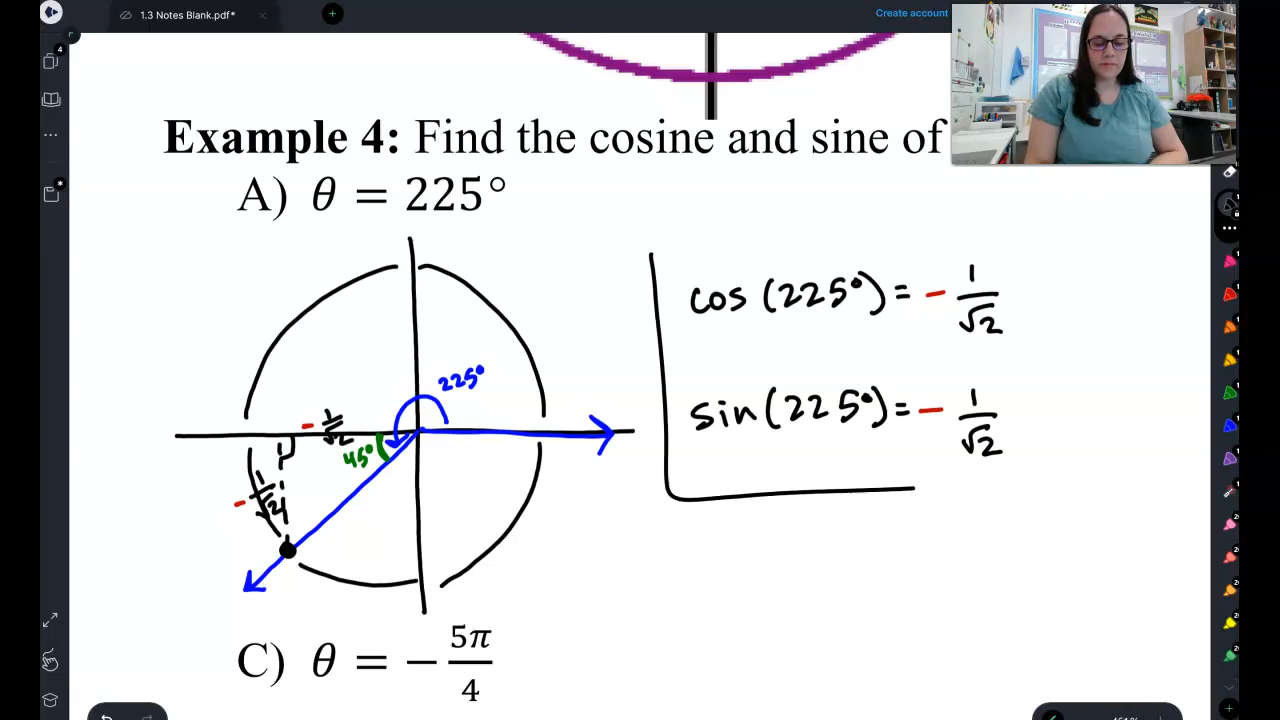 1.3 Notes Blank.pdf*
Create account
4
Example 4: Find the cosine and sine of
A) θ = 225°
cos (225°) = - 1/√2
225°
- 1/√2
45°
sin (225°) = - 1/√2
- 1/√2
C) θ = - 5π/4